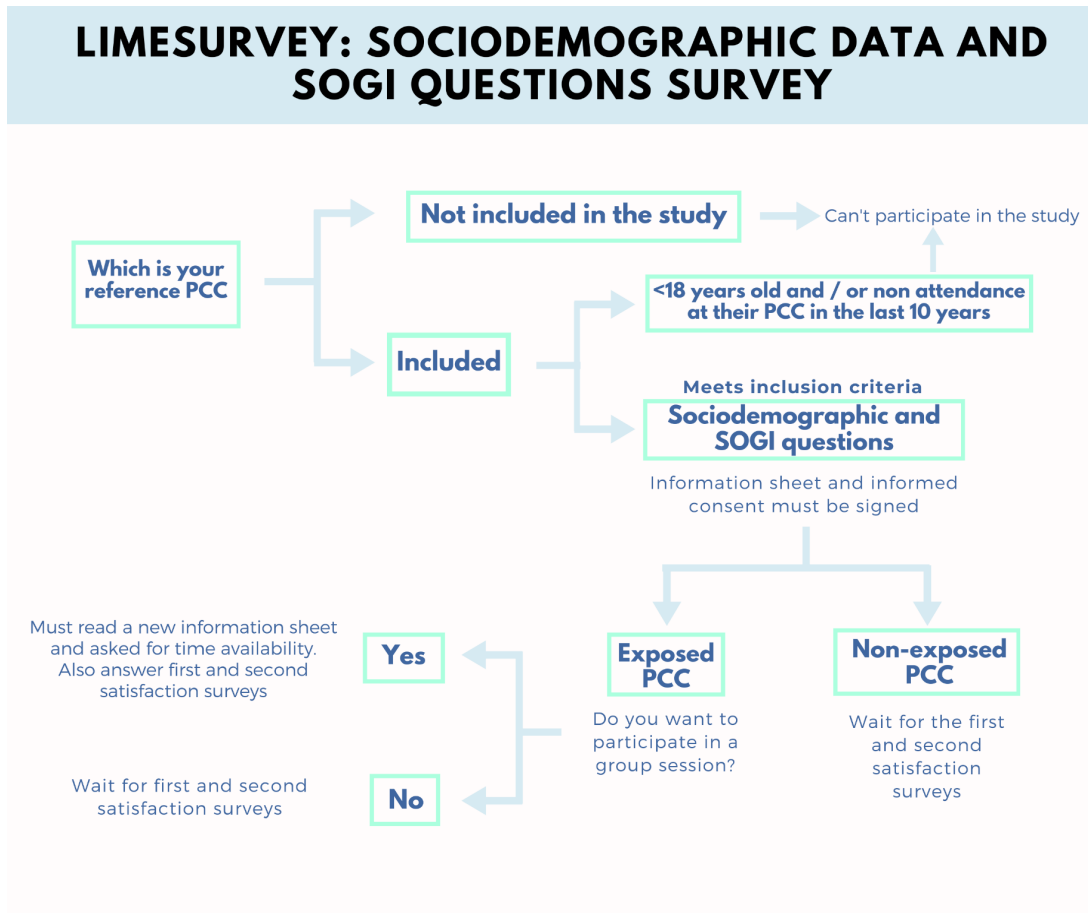 LIMESURVEY: SOCIODEMOGRAPHIC DATA AND
SOGI QUESTIONS SURVEY
Which is your
reference PCC
Not included in the study
Can't participate in the study
Included
<18 years old and / or non attendance
at their PCC in the last 10 years
Meets inclusion criteria
Sociodemographic and
SOGI questions
Information sheet and informed
consent must be signed
Exposed
PCC
Do you want to
participate in a
group session?
Non-exposed
PCC
Wait for the first
and second
satisfaction
surveys
Yes
Must read a new information sheet
and asked for time availability.
Also answer first and second
satisfaction surveys
No
Wait for first and second
satisfaction surveys